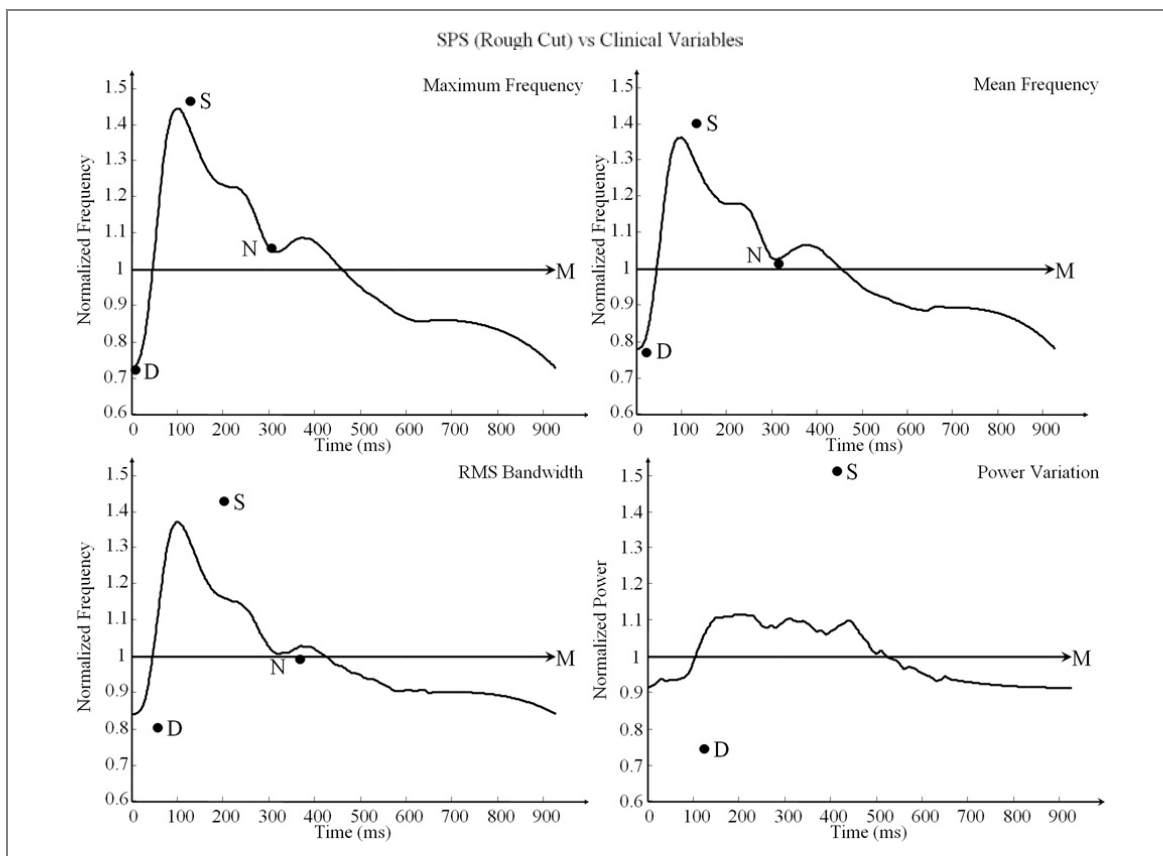 SPS (Rough Cut) vs Clinical Variables
Maximum Frequency
Normalized Frequency
1.5
1.4
1.3
1.2
1.1
1
0.9
0.8
0.7
0.6
S
N
M
D
0 100 200 300 400 500 600 700 800 900
Time (ms)
Mean Frequency
Normalized Frequency
1.5
1.4
1.3
1.2
1.1
1
0.9
0.8
0.7
0.6
S
N
M
D
0 100 200 300 400 500 600 700 800 900
Time (ms)
RMS Bandwidth
Normalized Frequency
1.5
1.4
1.3
1.2
1.1
1
0.9
0.8
0.7
0.6
S
N
M
D
0 100 200 300 400 500 600 700 800 900
Time (ms)
Power Variation
Normalized Power
1.5
1.4
1.3
1.2
1.1
1
0.9
0.8
0.7
0.6
S
M
D
0 100 200 300 400 500 600 700 800 900
Time (ms)